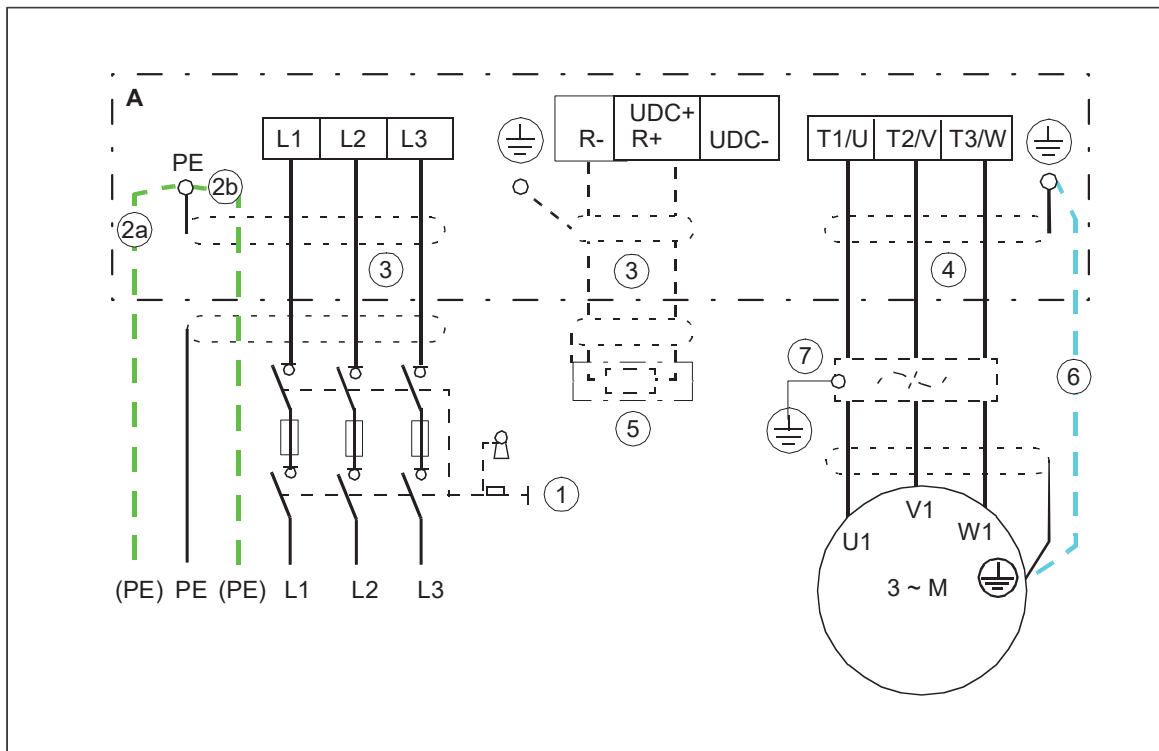 A
UDC+
L1 L2 L3 R- R+ UDC- T1/U T2/V T3/W
PE
2b
2a
3 3 4
7
6
5
1
V1
U1 W1
(PE) PE (PE) L1 L2 L3
3 ~ M